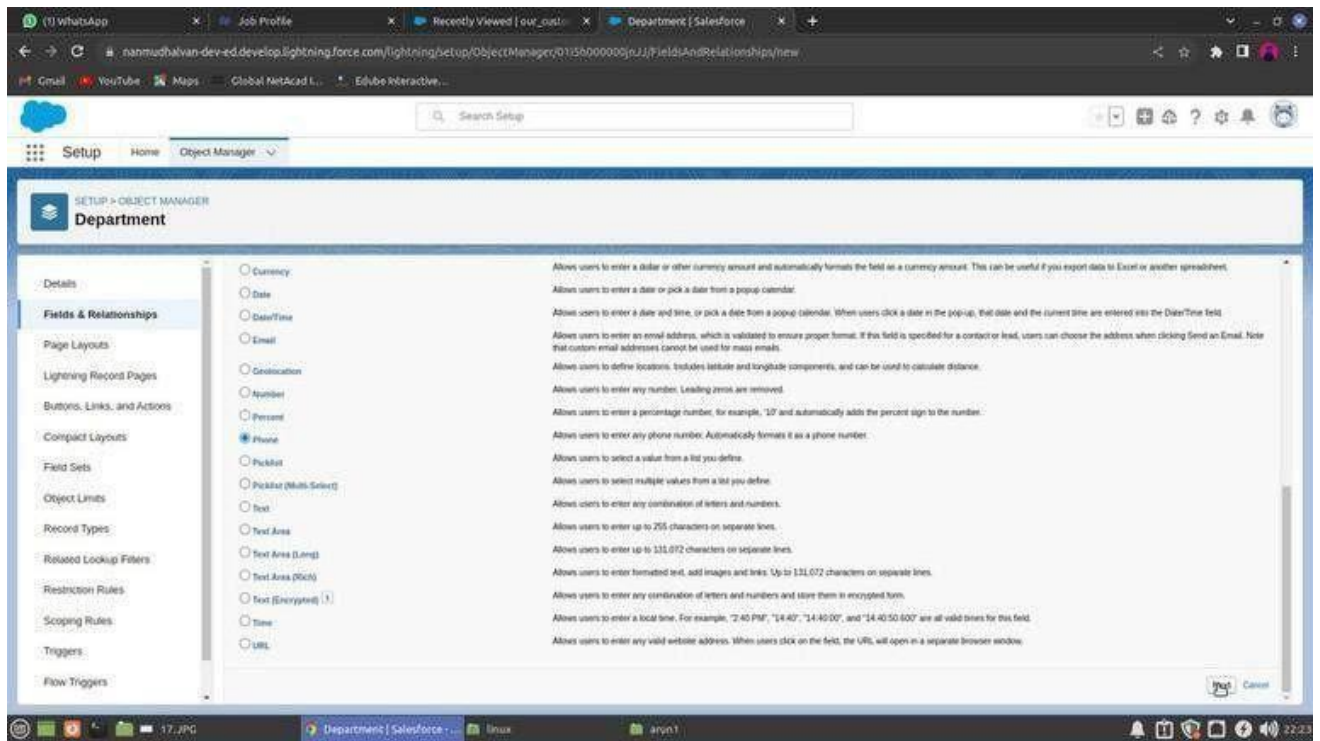 (1) WhatsApp
Job Profile
Recently Viewed | our_cust
Department | Salesforce
nanmudhalvan-dev-ed.develop.lightning.force.com/lightning/setup/ObjectManager/
/FieldsAndRelationships/new
Gmail
YouTube
Maps
Global NetAcad L...
Edube Interactive...
Search Setup
Setup
Home
Object Manager
SETUP > OBJECT MANAGER
Department
Details
Fields & Relationships
Page Layouts
Lightning Record Pages
Buttons, Links, and Actions
Compact Layouts
Field Sets
Object Limits
Record Types
Related Lookup Filters
Restriction Rules
Scoping Rules
Triggers
Flow Triggers
Currency
Allows users to enter a dollar or other currency amount and automatically formats the field as a currency amount. This can be useful if you export data to Excel or another spreadsheet.
Date
Allows users to enter a date or pick a date from a popup calendar.
Date/Time
Allows users to enter a date and time, or pick a date from a popup calendar. When users click a date in the pop-up, that date and the current time are entered into the Date/Time field.
Email
Allows users to enter an email address, which is validated to ensure proper format. If this field is specified for a contact or lead, users can choose the address when clicking Send an Email. Note
that custom email addresses cannot be used for mass emails.
Geolocation
Allows users to define locations. Includes latitude and longitude components, and can be used to calculate distance.
Number
Allows users to enter any number. Leading zeros are removed.
Percent
Allows users to enter a percentage number, for example, '10' and automatically adds the percent sign to the number.
Phone
Allows users to enter any phone number. Automatically formats it as a phone number.
Picklist
Allows users to select a value from a list you define.
Picklist (Multi-Select)
Allows users to select multiple values from a list you define.
Text
Allows users to enter any combination of letters and numbers.
Text Area
Allows users to enter up to 255 characters on separate lines.
Text Area (Long)
Allows users to enter up to 131,072 characters on separate lines.
Text Area (Rich)
Allows users to enter formatted text, add images and links. Up to 131,072 characters on separate lines.
Text (Encrypted)
Allows users to enter any combination of letters and numbers and store them in encrypted form.
Time
Allows users to enter a local time. For example, "2:40 PM", "14:40", "14:40:00", and "14:40:50.600" are all valid times for this field.
URL
Allows users to enter any valid website address. When users click on the field, the URL will open in a separate browser window.
Next
Cancel
17.JPG
Department | Salesforce - ...
linux
arun1
22:23